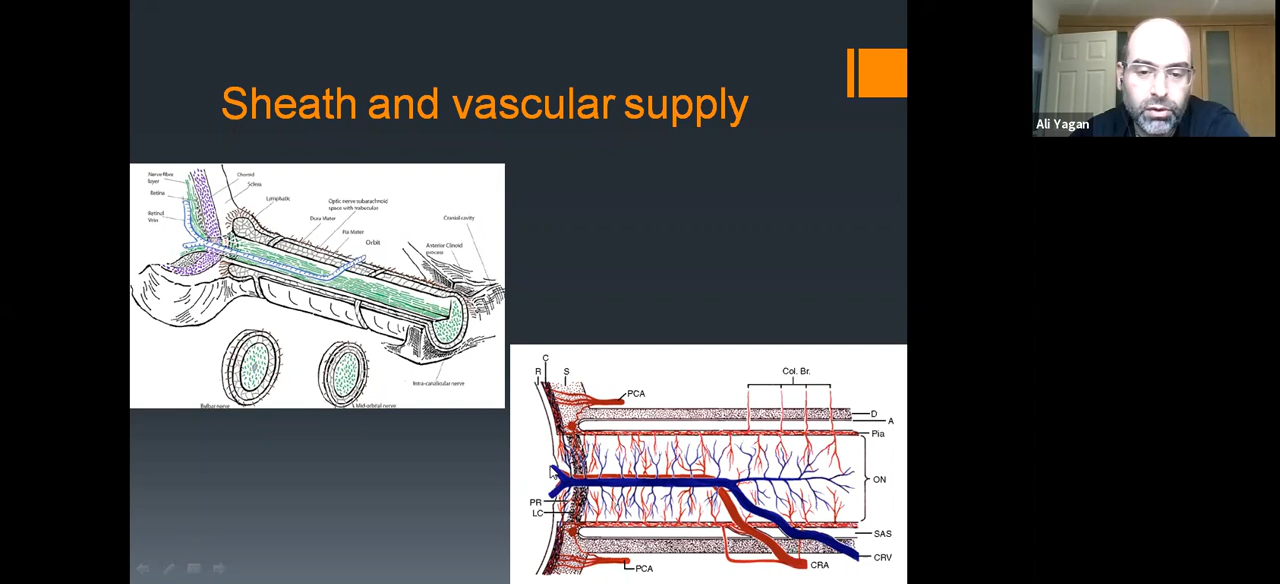 Sheath and vascular supply
Ali Yagan
Nerve fibre
layer
Retina
Retinal
Vein
Choroid
Sclera
Lymphatic
Optic nerve subarachnoid
space with trabeculae
Dura Mater
Pia Mater
Orbit
Cranial cavity
Anterior Clinoid
process
Intra-canalicular nerve
Bulbar nerve
Mid-orbital nerve
C
R
S
PCA
Col. Br.
D
A
Pia
ON
PR
LC
SAS
CRV
CRA
PCA